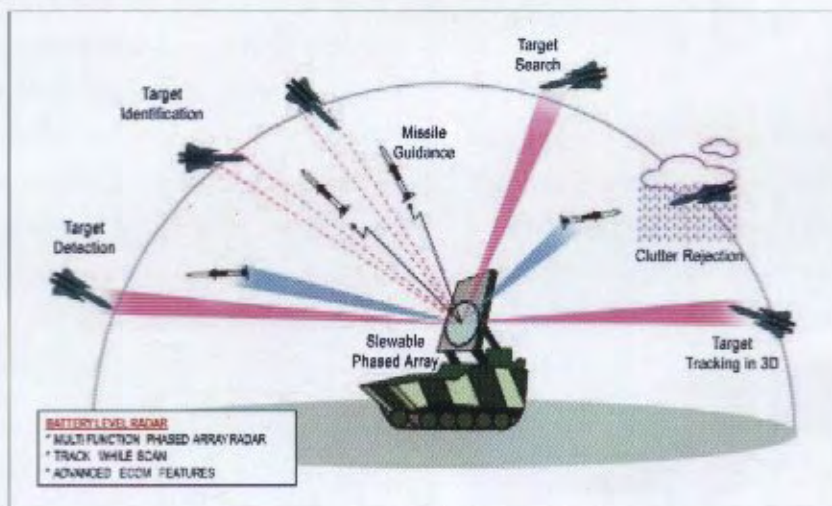 Target
Search
Target
Identification
Missile
Guidance
Target
Detection
Clutter Rejection
Slewable
Phased Array
Target
Tracking in 3D
BATTERY LEVEL RADAR
* MULTI FUNCTION PHASED ARRAY RADAR
* TRACK WHILE SCAN
* ADVANCED ECCM FEATURES